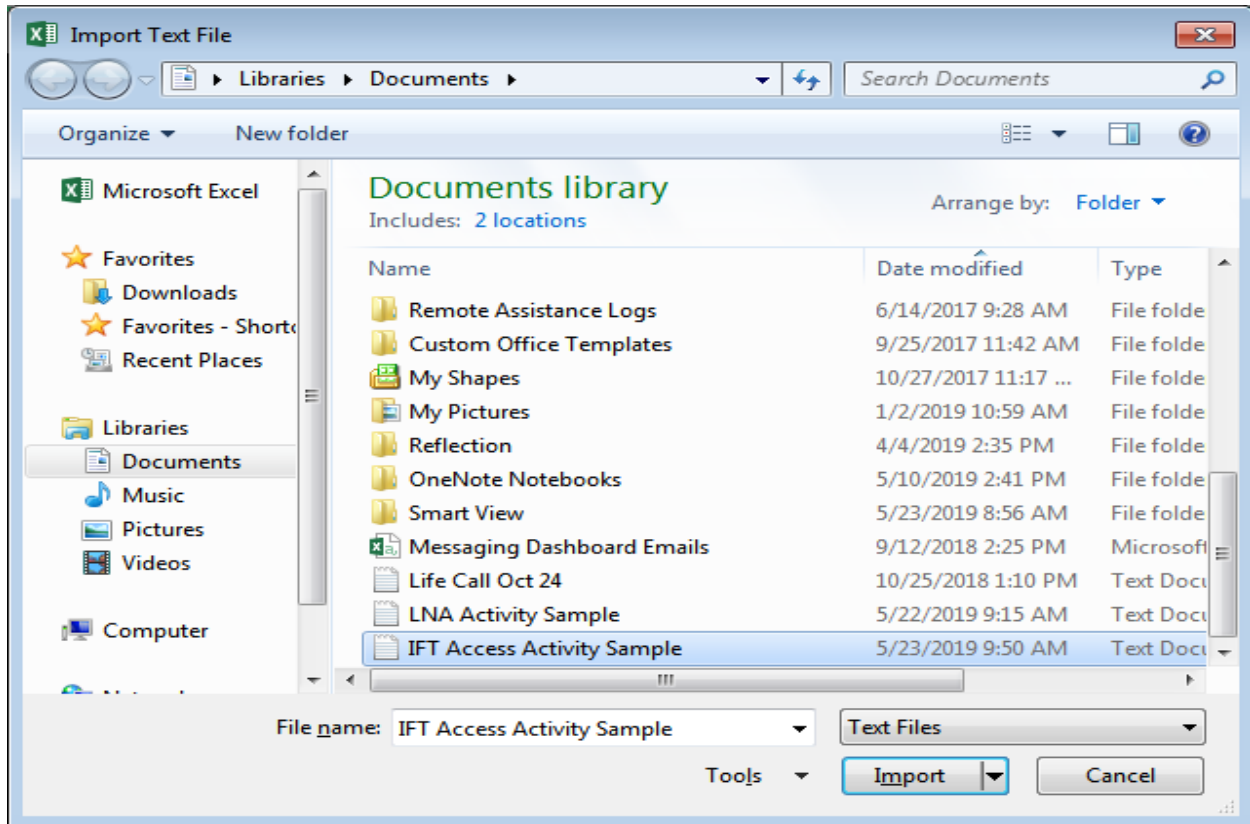 Import Text File
Libraries Documents
Search Documents
Organize New folder
Microsoft Excel
Favorites
Downloads
Favorites - Shortc
Recent Places
Libraries
Documents
Music
Pictures
Videos
Computer
Documents library
Includes: 2 locations
Arrange by: Folder
Name Date modified Type
Remote Assistance Logs 6/14/2017 9:28 AM File folde
Custom Office Templates 9/25/2017 11:42 AM File folde
My Shapes 10/27/2017 11:17 ... File folde
My Pictures 1/2/2019 10:59 AM File folde
Reflection 4/4/2019 2:35 PM File folde
OneNote Notebooks 5/10/2019 2:41 PM File folde
Smart View 5/23/2019 8:56 AM File folde
Messaging Dashboard Emails 9/12/2018 2:25 PM Microsoft
Life Call Oct 24 10/25/2018 1:10 PM Text Docu
LNA Activity Sample 5/22/2019 9:15 AM Text Docu
IFT Access Activity Sample 5/23/2019 9:50 AM Text Docu
File name: IFT Access Activity Sample Text Files
Tools Import Cancel